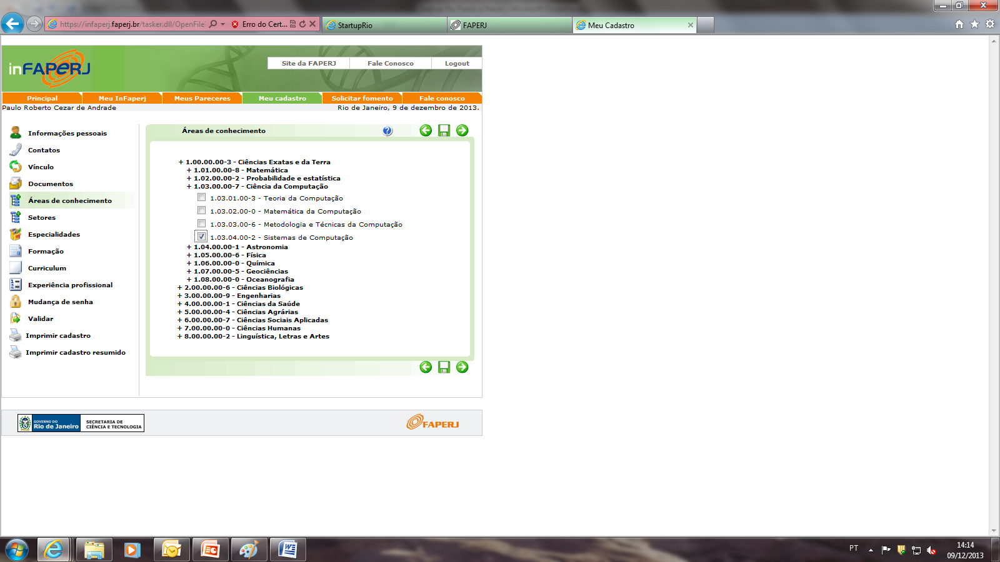 https://infaperj.faperj.br/tasker.dll/OpenFile
Erro do Cert...
StartupRio
FAPERJ
Meu Cadastro
inFAPERJ
Site da FAPERJ
Fale Conosco
Logout
Principal
Meu InFaperj
Meus Pareceres
Meu cadastro
Solicitar fomento
Fale conosco
Paulo Roberto Cezar de Andrade
Rio de Janeiro, 9 de dezembro de 2013.
Informações pessoais
Contatos
Vínculo
Documentos
Áreas de conhecimento
Setores
Especialidades
Formação
Curriculum
Experiência profissional
Mudança de senha
Validar
Imprimir cadastro
Imprimir cadastro resumido
Áreas de conhecimento
+ 1.00.00.00-3 - Ciências Exatas e da Terra
+ 1.01.00.00-8 - Matemática
+ 1.02.00.00-2 - Probabilidade e estatística
+ 1.03.00.00-7 - Ciência da Computação
1.03.01.00-3 - Teoria da Computação
1.03.02.00-0 - Matemática da Computação
1.03.03.00-6 - Metodologia e Técnicas da Computação
1.03.04.00-2 - Sistemas de Computação
+ 1.04.00.00-1 - Astronomia
+ 1.05.00.00-6 - Física
+ 1.06.00.00-0 - Química
+ 1.07.00.00-5 - Geociências
+ 1.08.00.00-0 - Oceanografia
+ 2.00.00.00-6 - Ciências Biológicas
+ 3.00.00.00-9 - Engenharias
+ 4.00.00.00-1 - Ciências da Saúde
+ 5.00.00.00-4 - Ciências Agrárias
+ 6.00.00.00-7 - Ciências Sociais Aplicadas
+ 7.00.00.00-0 - Ciências Humanas
+ 8.00.00.00-2 - Linguística, Letras e Artes
GOVERNO DO
Rio de Janeiro
SECRETARIA DE
CIÊNCIA E TECNOLOGIA
FAPERJ
PT
14:14
09/12/2013